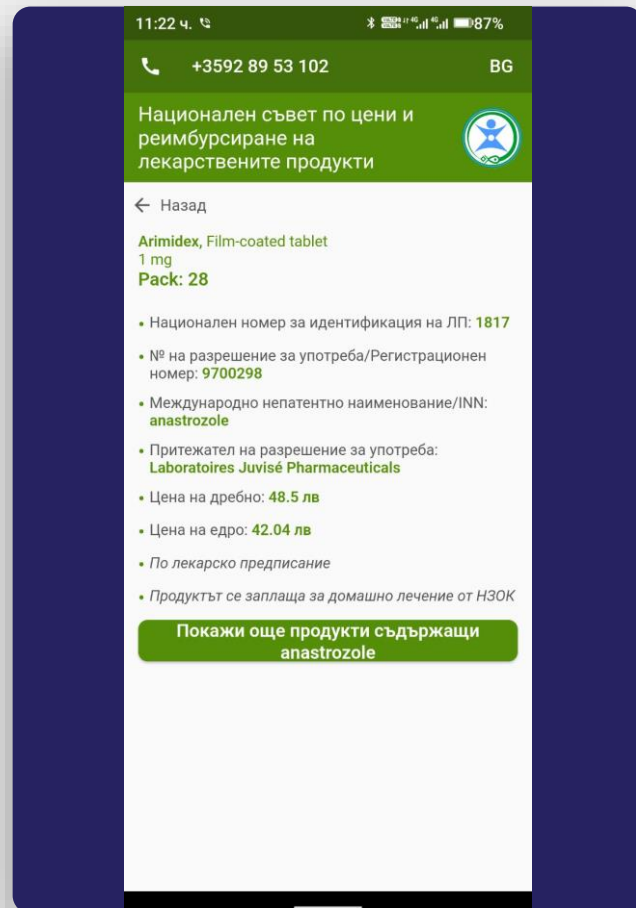 11:22 ч. 87%
+3592 89 53 102 BG
Национален съвет по цени и
реимбурсиране на
лекарствените продукти
Назад
Arimidex, Film-coated tablet
1 mg
Pack: 28
• Национален номер за идентификация на ЛП: 1817
• № на разрешение за употреба/Регистрационен
номер: 9700298
• Международно непатентно наименование/INN:
anastrozole
• Притежател на разрешение за употреба:
Laboratoires Juvisé Pharmaceuticals
• Цена на дребно: 48.5 лв
• Цена на едро: 42.04 лв
• По лекарско предписание
• Продуктът се заплаща за домашно лечение от НЗОК
Покажи още продукти съдържащи
anastrozole